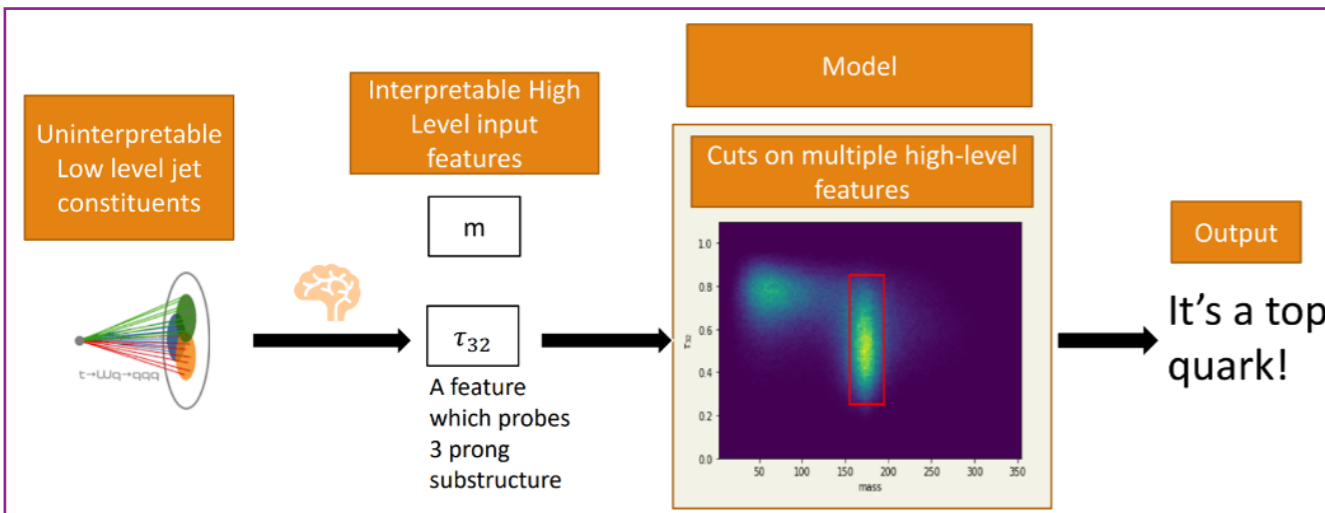 Uninterpretable
Low level jet
constituents
t→Wq→qqq
Interpretable High
Level input
features
m
τ₃₂
A feature
which probes
3 prong
substructure
Model
Cuts on multiple high-level
features
1.0
0.8
0.6
0.4
0.2
0.0
τ₃₂
50 100 150 200 250 300 350
mass
Output
It's a top
quark!